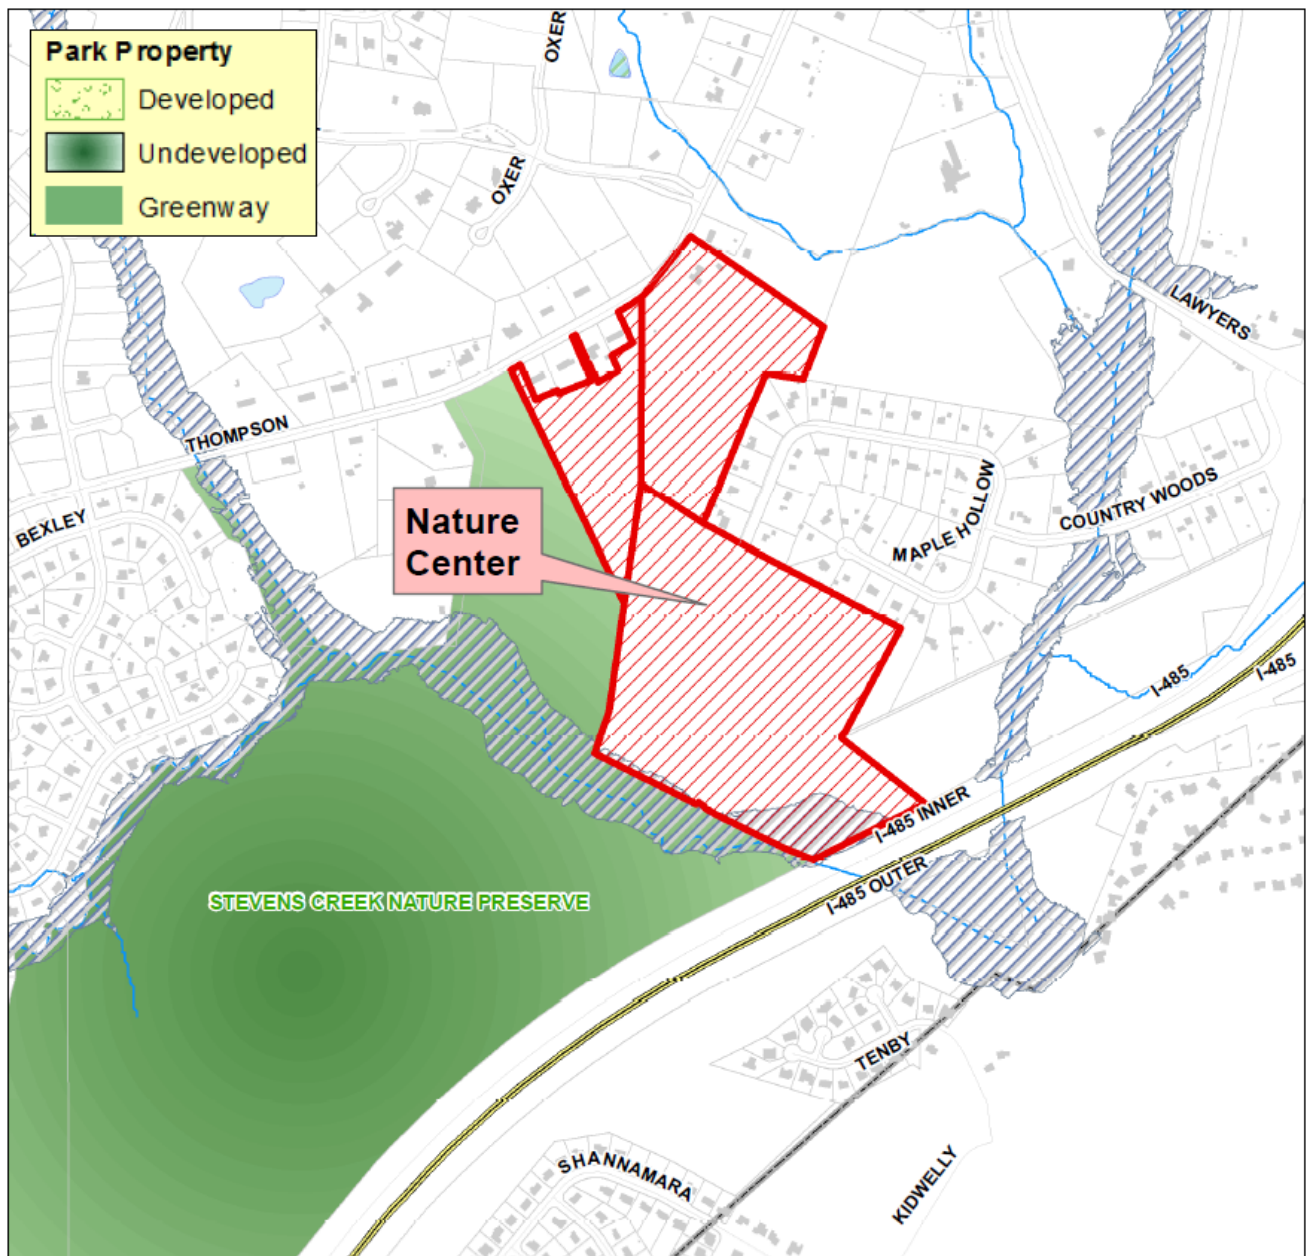 Park Property
Developed
Undeveloped
Greenway
OXER
OXER
LAWYERS
THOMPSON
BEXLEY
Nature
Center
MAPLE HOLLOW
COUNTRY WOODS
I-485
I-485
I-485 INNER
I-485 OUTER
STEVENS CREEK NATURE PRESERVE
TENBY
SHANNAMARA
KIDWELLY